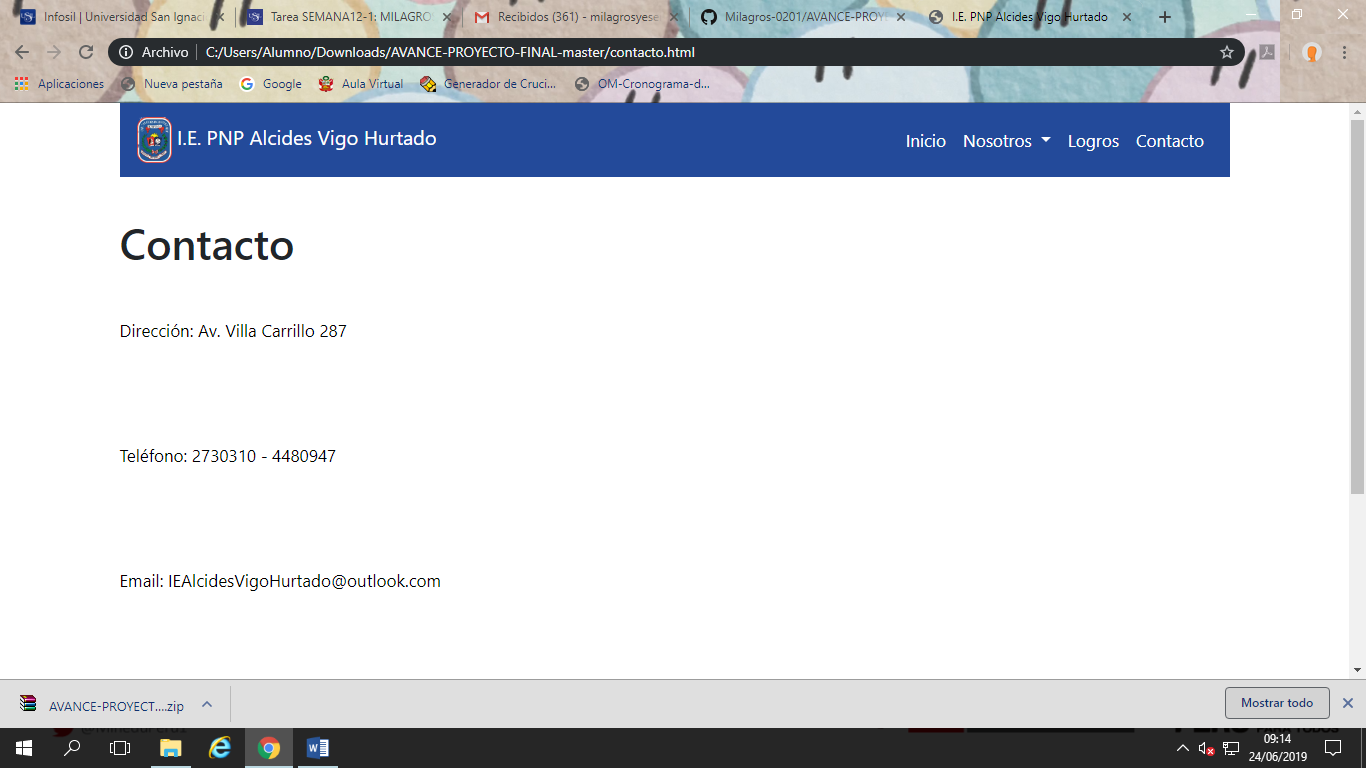 Infosil | Universidad San Ignaci
Tarea SEMANA12-1: MILAGRO
Recibidos (361) - milagrosyese
Milagros-0201/AVANCE-PROYE
I.E. PNP Alcides Vigo Hurtado
Archivo C:/Users/Alumno/Downloads/AVANCE-PROYECTO-FINAL-master/contacto.html
Aplicaciones Nueva pestaña Google Aula Virtual Generador de Cruci... OM-Cronograma-d...
I.E. PNP Alcides Vigo Hurtado Inicio Nosotros Logros Contacto
Contacto
Dirección: Av. Villa Carrillo 287
Teléfono: 2730310 - 4480947
Email: IEAlcidesVigoHurtado@outlook.com
AVANCE-PROYECT....zip Mostrar todo
09:14
24/06/2019